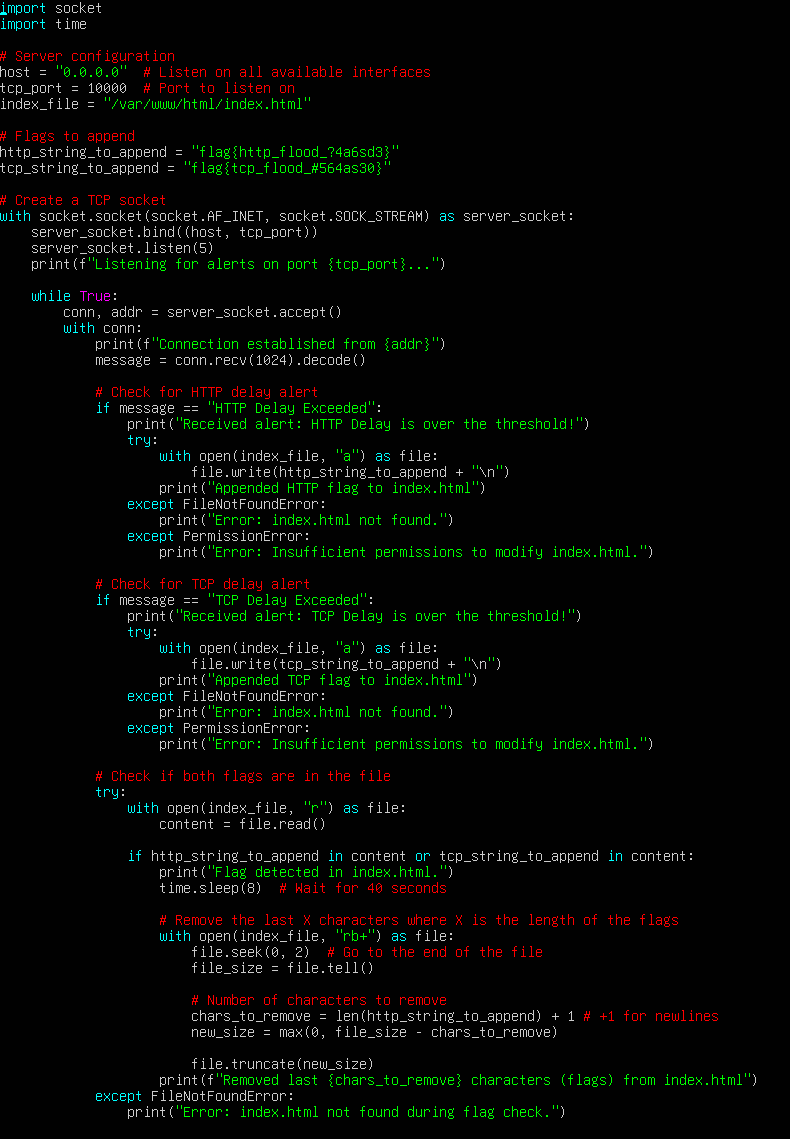 import socket
import time

# Server configuration
host = "0.0.0.0"  # Listen on all available interfaces
tcp_port = 10000  # Port to listen on
index_file = "/var/www/html/index.html"

# Flags to append
http_string_to_append = "flag{http_flood_?4a6sd3}"
tcp_string_to_append = "flag{tcp_flood_#564as30}"

# Create a TCP socket
with socket.socket(socket.AF_INET, socket.SOCK_STREAM) as server_socket:
    server_socket.bind((host, tcp_port))
    server_socket.listen(5)
    print(f"Listening for alerts on port {tcp_port}...")

    while True:
        conn, addr = server_socket.accept()
        with conn:
            print(f"Connection established from {addr}")
            message = conn.recv(1024).decode()

            # Check for HTTP delay alert
            if message == "HTTP Delay Exceeded":
                print("Received alert: HTTP Delay is over the threshold!")
                try:
                    with open(index_file, "a") as file:
                        file.write(http_string_to_append + "\n")
                    print("Appended HTTP flag to index.html")
                except FileNotFoundError:
                    print("Error: index.html not found.")
                except PermissionError:
                    print("Error: Insufficient permissions to modify index.html.")

            # Check for TCP delay alert
            if message == "TCP Delay Exceeded":
                print("Received alert: TCP Delay is over the threshold!")
                try:
                    with open(index_file, "a") as file:
                        file.write(tcp_string_to_append + "\n")
                    print("Appended TCP flag to index.html")
                except FileNotFoundError:
                    print("Error: index.html not found.")
                except PermissionError:
                    print("Error: Insufficient permissions to modify index.html.")

            # Check if both flags are in the file
            try:
                with open(index_file, "r") as file:
                    content = file.read()

                if http_string_to_append in content or tcp_string_to_append in content:
                    print("Flag detected in index.html.")
                    time.sleep(8)  # Wait for 40 seconds

                    # Remove the last X characters where X is the length of the flags
                    with open(index_file, "rb+") as file:
                        file.seek(0, 2)  # Go to the end of the file
                        file_size = file.tell()

                        # Number of characters to remove
                        chars_to_remove = len(http_string_to_append) + 1 # +1 for newlines
                        new_size = max(0, file_size - chars_to_remove)

                        file.truncate(new_size)
                    print(f"Removed last {chars_to_remove} characters (flags) from index.html")
            except FileNotFoundError:
                print("Error: index.html not found during flag check.")